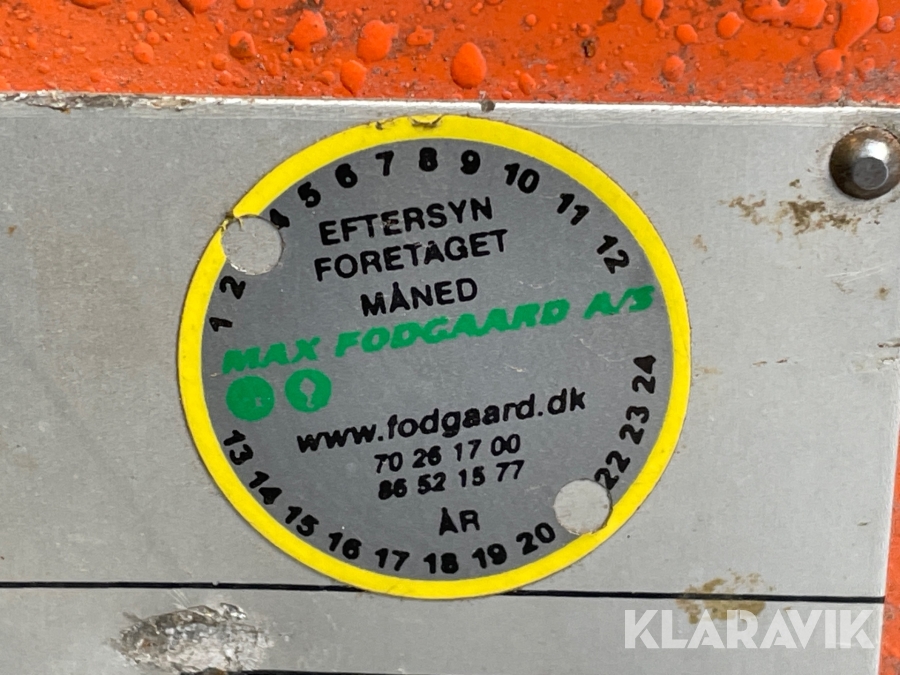 4 5 6 7 8 9 10 11 12
EFTERSYN
FORETAGET
1 2
MÅNED
MAX FODGAARD A/S
www.fodgaard.dk
70 26 17 00
86 52 15 77
ÅR
13 14 15 16 17 18 19 20 22 23 24
KLARAVIK